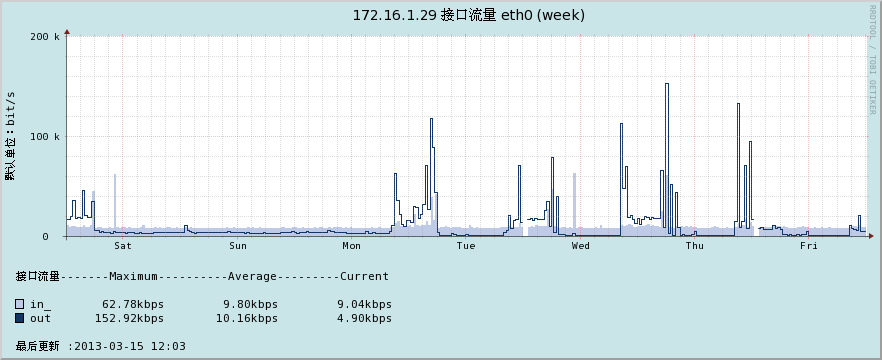 172.16.1.29 接口流量 eth0 (week)
RRDTOOL / TOBI OETIKER
默认单位：bit/s
200 k
100 k
0
Sat Sun Mon Tue Wed Thu Fri
接口流量-------Maximum----------Average---------Current
in_ 62.78kbps 9.80kbps 9.04kbps
out 152.92kbps 10.16kbps 4.90kbps
最后更新 :2013-03-15 12:03